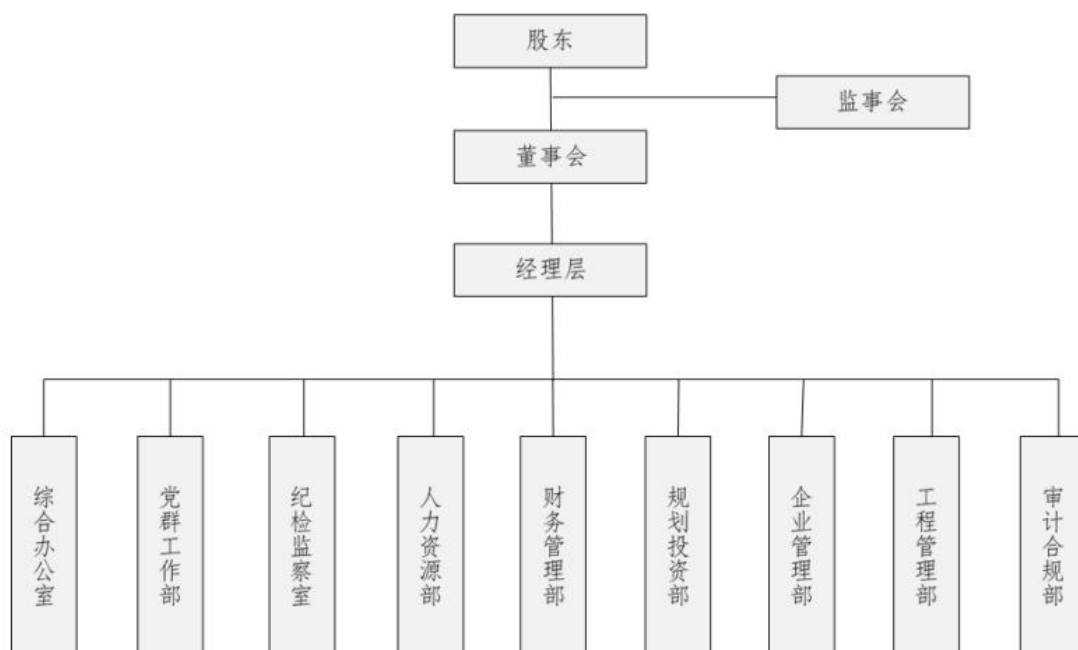 股东
监事会
董事会
经理层
综合办公室
党群工作部
纪检监察室
人力资源部
财务管理部
规划投资部
企业管理部
工程管理部
审计合规部